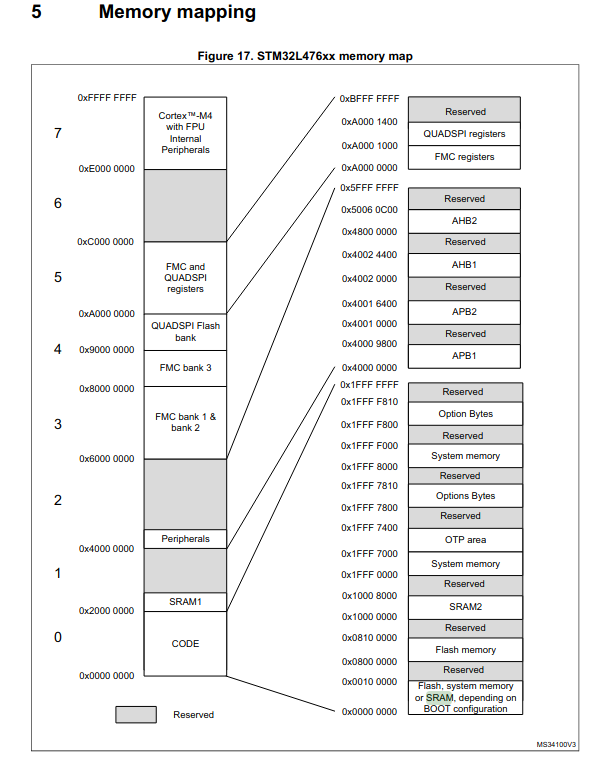 5 Memory mapping
Figure 17. STM32L476xx memory map
0xFFFF FFFF
7
Cortex™-M4
with FPU
Internal
Peripherals
0xE000 0000
6
0xC000 0000
5
FMC and
QUADSPI
registers
0xA000 0000
QUADSPI Flash
bank
4
0x9000 0000
FMC bank 3
0x8000 0000
3
FMC bank 1 &
bank 2
0x6000 0000
2
Peripherals
0x4000 0000
1
SRAM1
0x2000 0000
0
CODE
0x0000 0000
Reserved
0xBFFF FFFF
Reserved
0xA000 1400
QUADSPI registers
0xA000 1000
FMC registers
0xA000 0000
0x5FFF FFFF
Reserved
0x5006 0C00
AHB2
0x4800 0000
Reserved
0x4002 4400
AHB1
0x4002 0000
Reserved
0x4001 6400
APB2
0x4001 0000
Reserved
0x4000 9800
APB1
0x4000 0000
0x1FFF FFFF
Reserved
0x1FFF F810
Option Bytes
0x1FFF F800
Reserved
0x1FFF F000
System memory
0x1FFF 8000
Reserved
0x1FFF 7810
Options Bytes
0x1FFF 7800
Reserved
0x1FFF 7400
OTP area
0x1FFF 7000
System memory
0x1FFF 0000
Reserved
0x1000 8000
SRAM2
0x1000 0000
Reserved
0x0810 0000
Flash memory
0x0800 0000
Reserved
0x0010 0000
Flash, system memory
or SRAM, depending on
BOOT configuration
0x0000 0000
MS34100V3